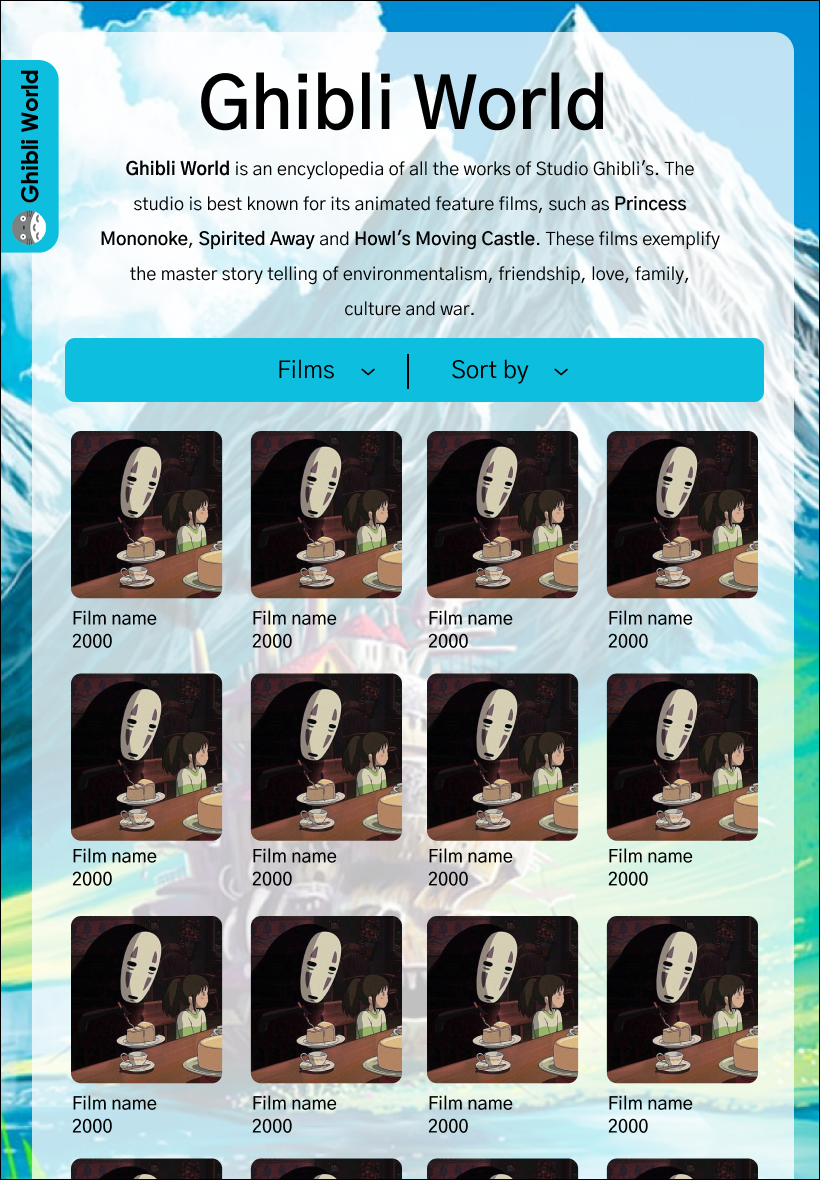 Ghibli World
Ghibli World
Ghibli World is an encyclopedia of all the works of Studio Ghibli's. The
studio is best known for its animated feature films, such as Princess
Mononoke, Spirited Away and Howl's Moving Castle. These films exemplify
the master story telling of environmentalism, friendship, love, family,
culture and war.
Films
Sort by
Film name
2000
Film name
2000
Film name
2000
Film name
2000
Film name
2000
Film name
2000
Film name
2000
Film name
2000
Film name
2000
Film name
2000
Film name
2000
Film name
2000